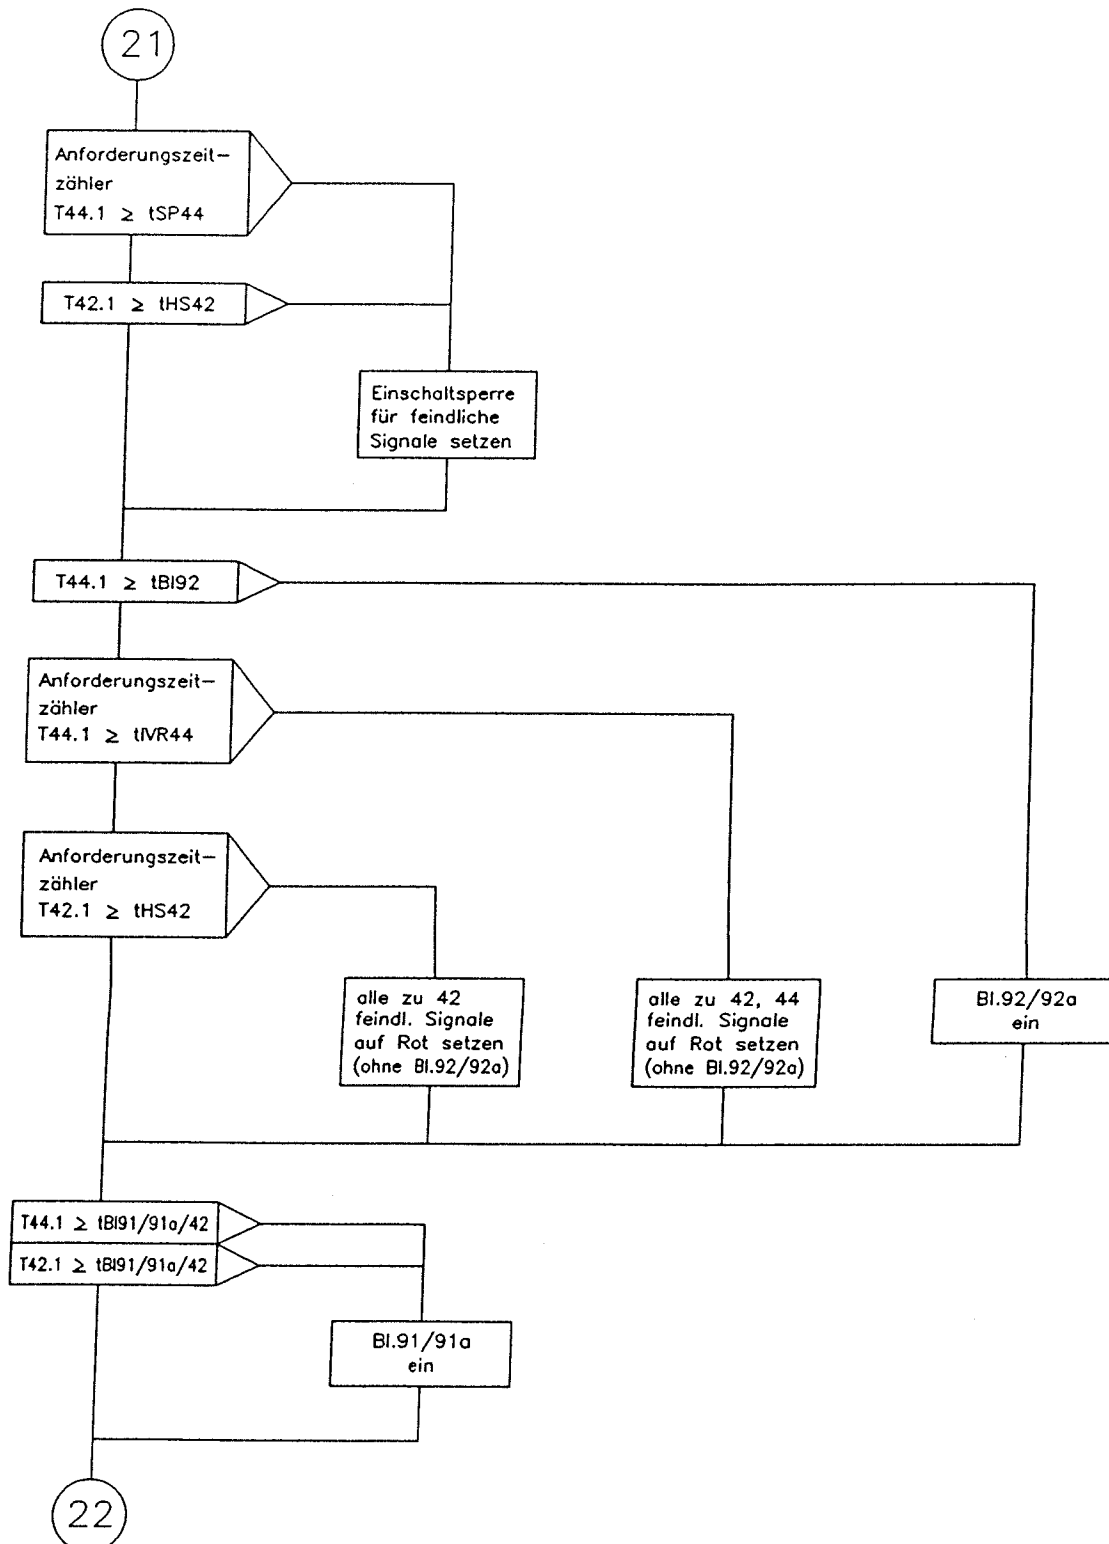 21
Anforderungszeit-
zähler
T44.1 ≥ tSP44
T42.1 ≥ tHS42
Einschaltsperre
für feindliche
Signale setzen
T44.1 ≥ tBl92
Anforderungszeit-
zähler
T44.1 ≥ tIVR44
Anforderungszeit-
zähler
T42.1 ≥ tHS42
alle zu 42
feindl. Signale
auf Rot setzen
(ohne Bl.92/92a)
alle zu 42, 44
feindl. Signale
auf Rot setzen
(ohne Bl.92/92a)
Bl.92/92a
ein
T44.1 ≥ tBl91/91a/42
T42.1 ≥ tBl91/91a/42
Bl.91/91a
ein
22